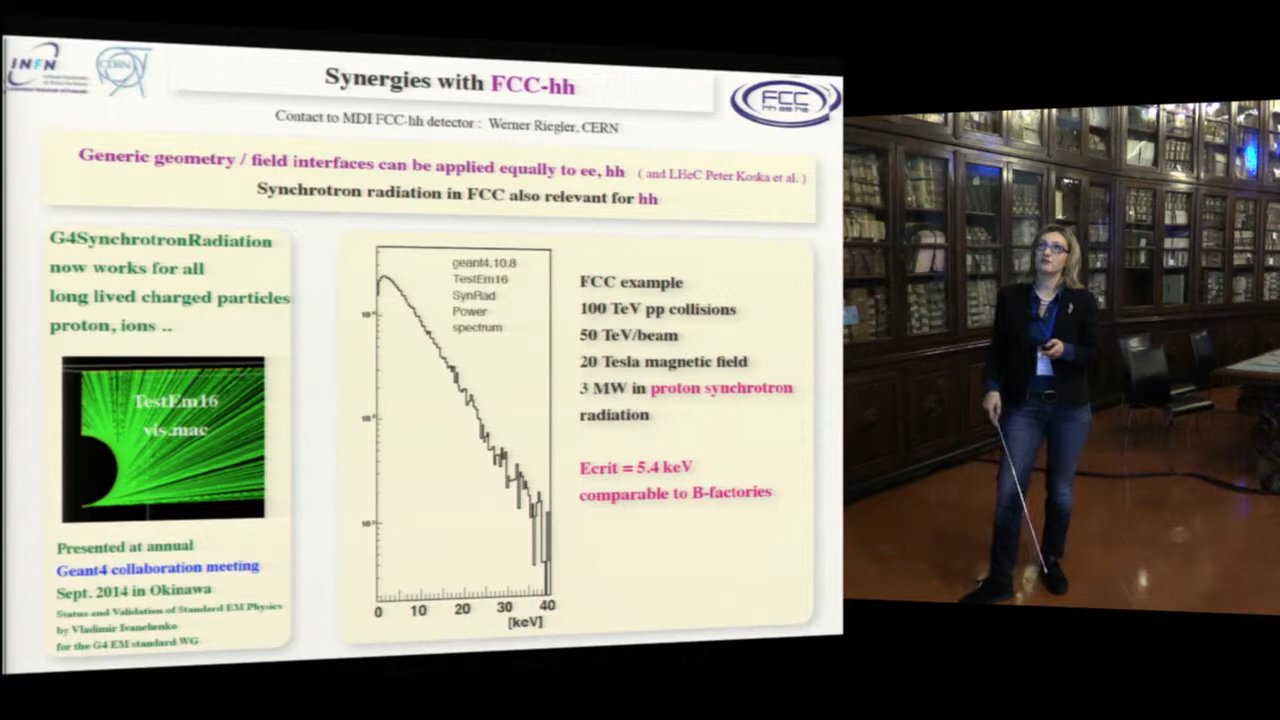 INFN
CERN
Synergies with FCC-hh
FCC
hh ee he
Contact to MDI FCC-hh detector : Werner Riegler, CERN
Generic geometry / field interfaces can be applied equally to ee, hh ( and LHeC Peter Koska et al. )
Synchrotron radiation in FCC also relevant for hh
G4SynchrotronRadiation
now works for all
long lived charged particles
proton, ions ..
TestEm16
vis.mac
Presented at annual
Geant4 collaboration meeting
Sept. 2014 in Okinawa
Status and Validation of Standard EM Physics
by Vladimir Ivanchenko
for the G4 EM standard WG
geant4.10.8
TestEm16
SynRad
Power
spectrum
0 10 20 30 40
[keV]
FCC example
100 TeV pp collisions
50 TeV/beam
20 Tesla magnetic field
3 MW in proton synchrotron
radiation
Ecrit = 5.4 keV
comparable to B-factories